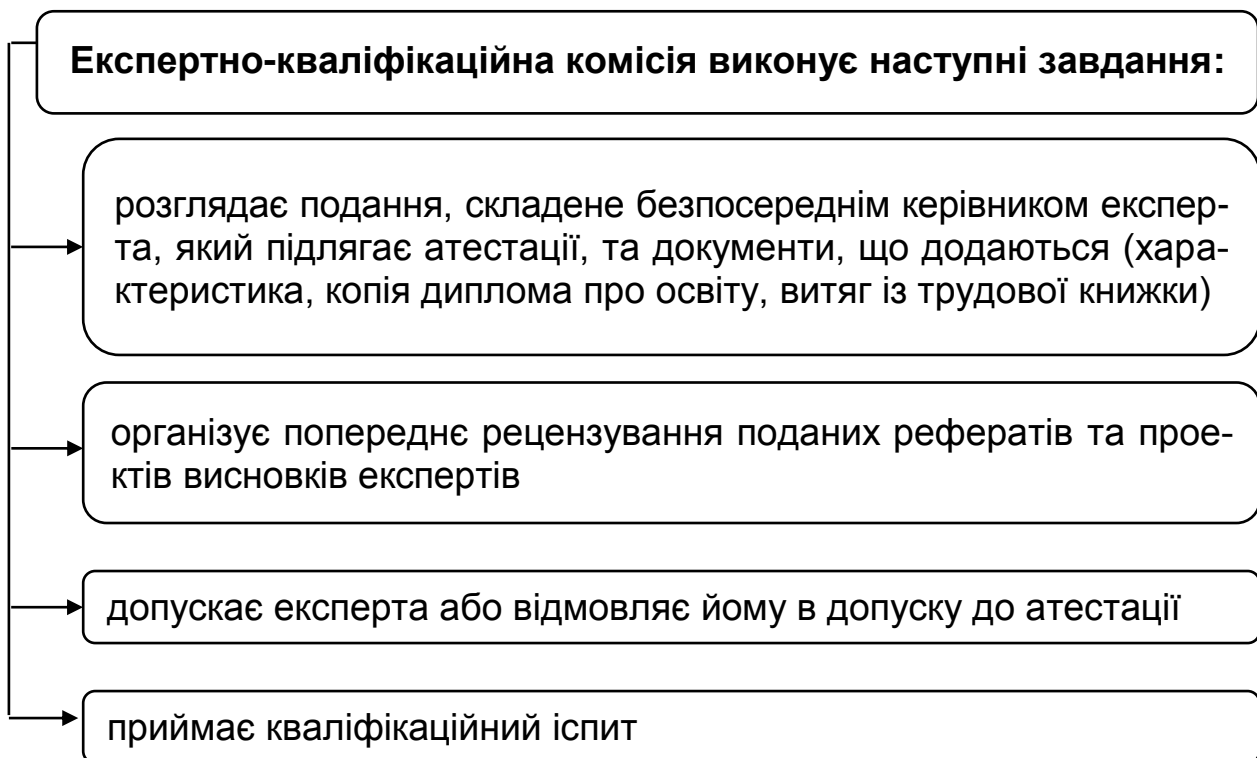 Експертно-кваліфікаційна комісія виконує наступні завдання:
розглядає подання, складене безпосереднім керівником експер-
та, який підлягає атестації, та документи, що додаються (хара-
ктеристика, копія диплома про освіту, витяг із трудової книжки)
організує попереднє рецензування поданих рефератів та прое-
ктів висновків експертів
допускає експерта або відмовляє йому в допуску до атестації
приймає кваліфікаційний іспит